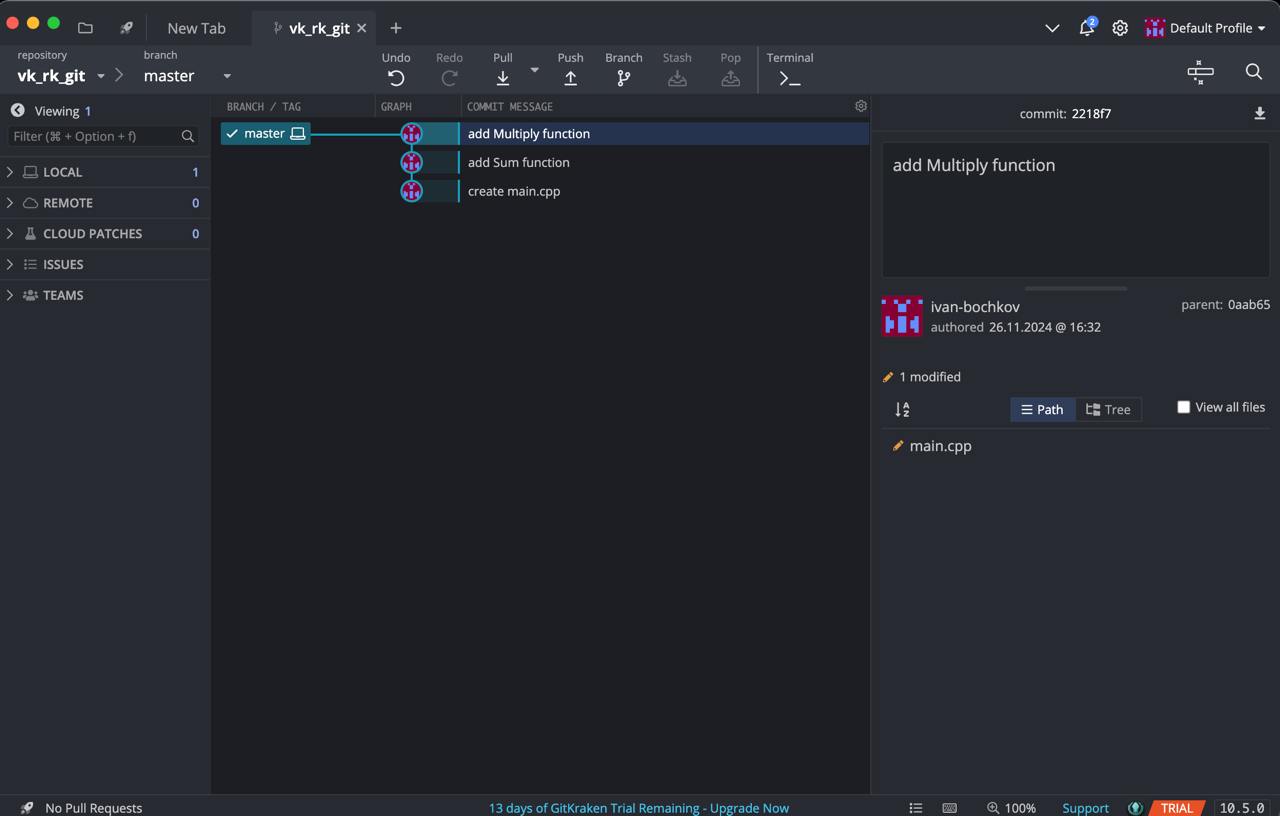 New Tab
vk_rk_git
2
Default Profile
repository
vk_rk_git
branch
master
Undo
Redo
Pull
Push
Branch
Stash
Pop
Terminal
Viewing 1
Filter (⌘ + Option + f)
LOCAL 1
REMOTE 0
CLOUD PATCHES 0
ISSUES
TEAMS
BRANCH / TAG
GRAPH
COMMIT MESSAGE
master
add Multiply function
add Sum function
create main.cpp
commit: 2218f7
add Multiply function
ivan-bochkov
authored 26.11.2024 @ 16:32
parent: 0aab65
1 modified
Path
Tree
View all files
main.cpp
No Pull Requests
13 days of GitKraken Trial Remaining - Upgrade Now
100%
Support
TRIAL
10.5.0